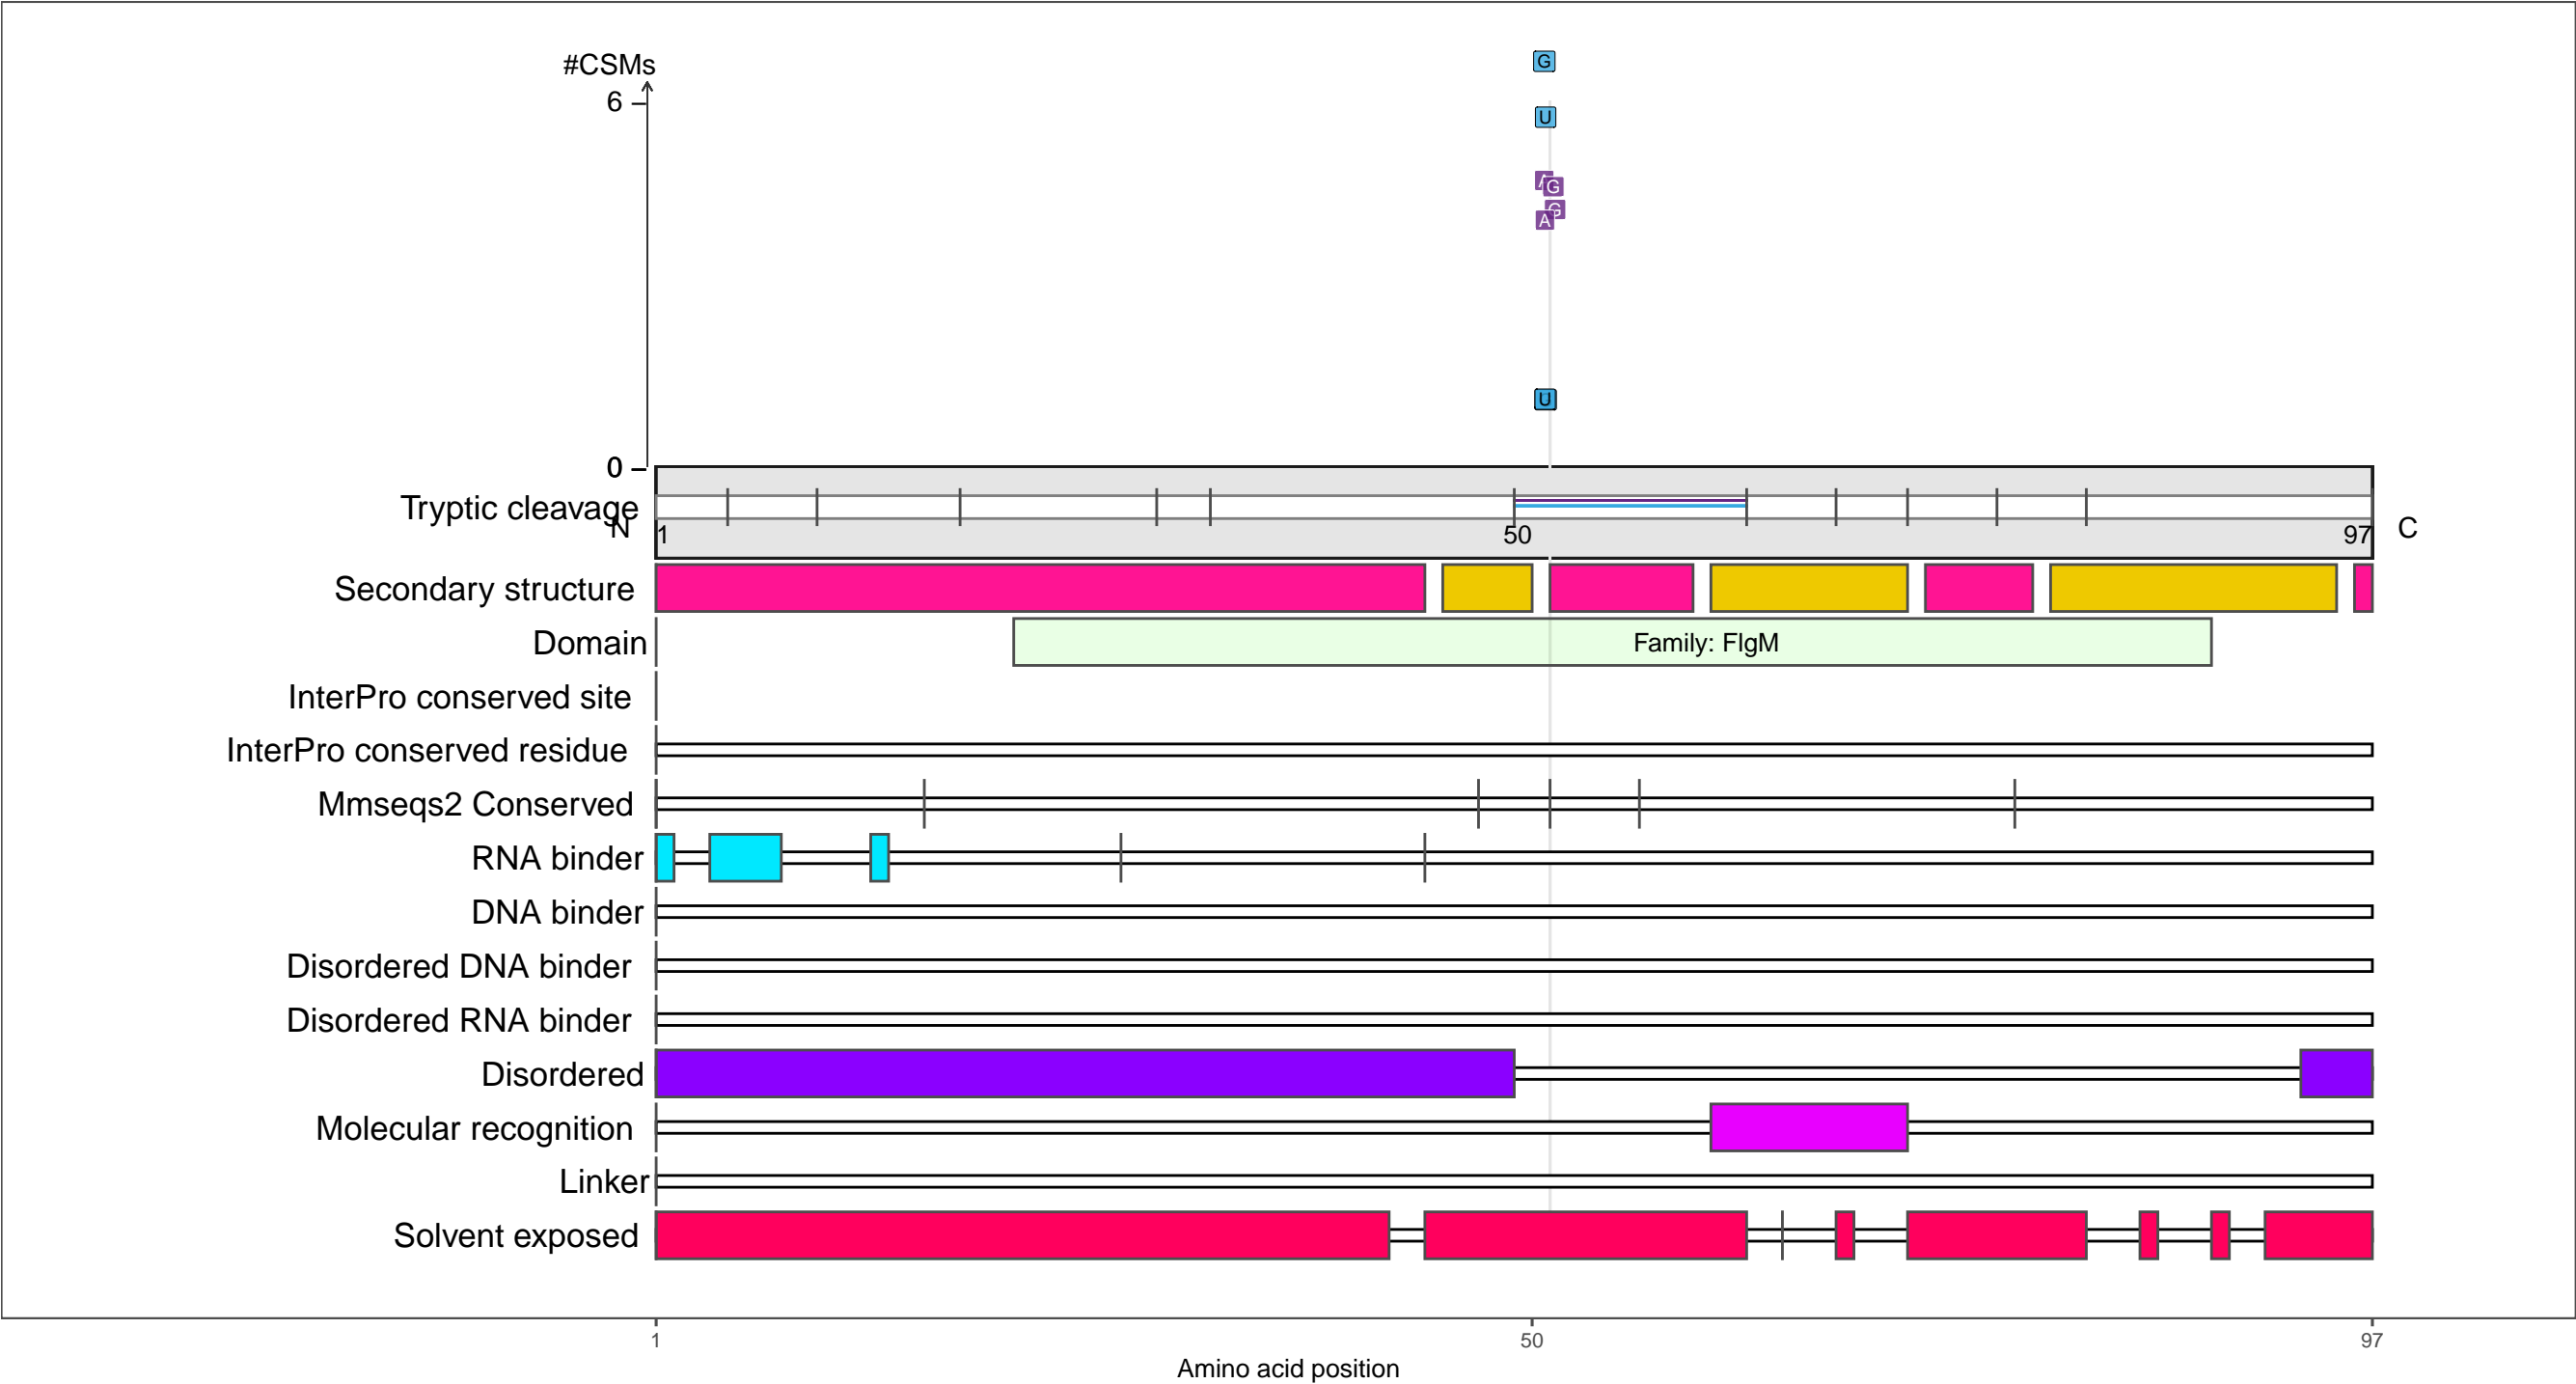 G
#CSMs
6
U
A
G
G
A
U
0
Tryptic cleavage
N
1
50
97
C
Secondary structure
Domain
Family: FlgM
InterPro conserved site
InterPro conserved residue
Mmseqs2 Conserved
RNA binder
DNA binder
Disordered DNA binder
Disordered RNA binder
Disordered
Molecular recognition
Linker
Solvent exposed
1
50
97
Amino acid position